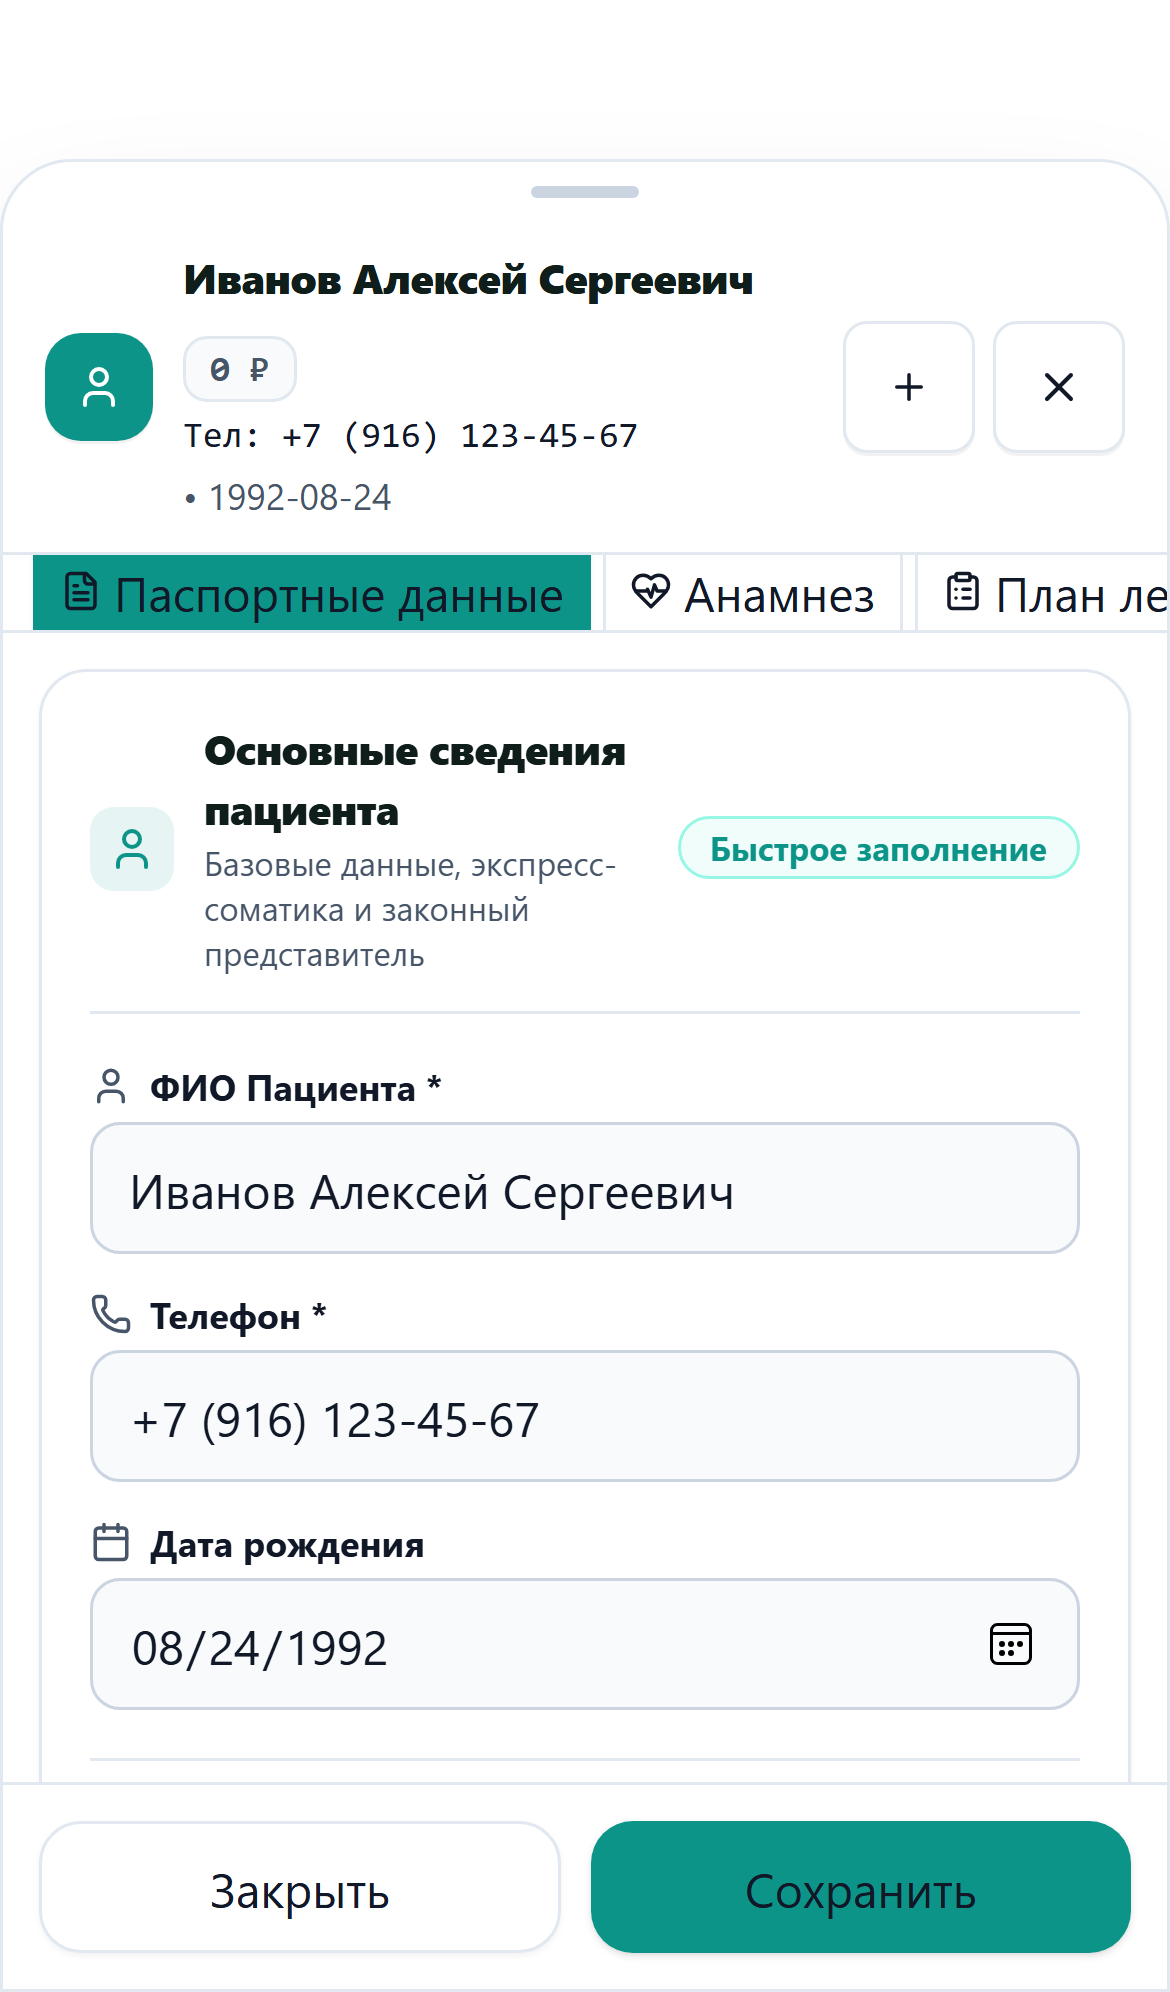 Иванов Алексей Сергеевич
0 ₽
Тел: +7 (916) 123-45-67
• 1992-08-24
Паспортные данные
Анамнез
План ле
Основные сведения
пациента
Базовые данные, экспресс-
соматика и законный
представитель
Быстрое заполнение
ФИО Пациента *
Иванов Алексей Сергеевич
Телефон *
+7 (916) 123-45-67
Дата рождения
08/24/1992
Закрыть
Сохранить